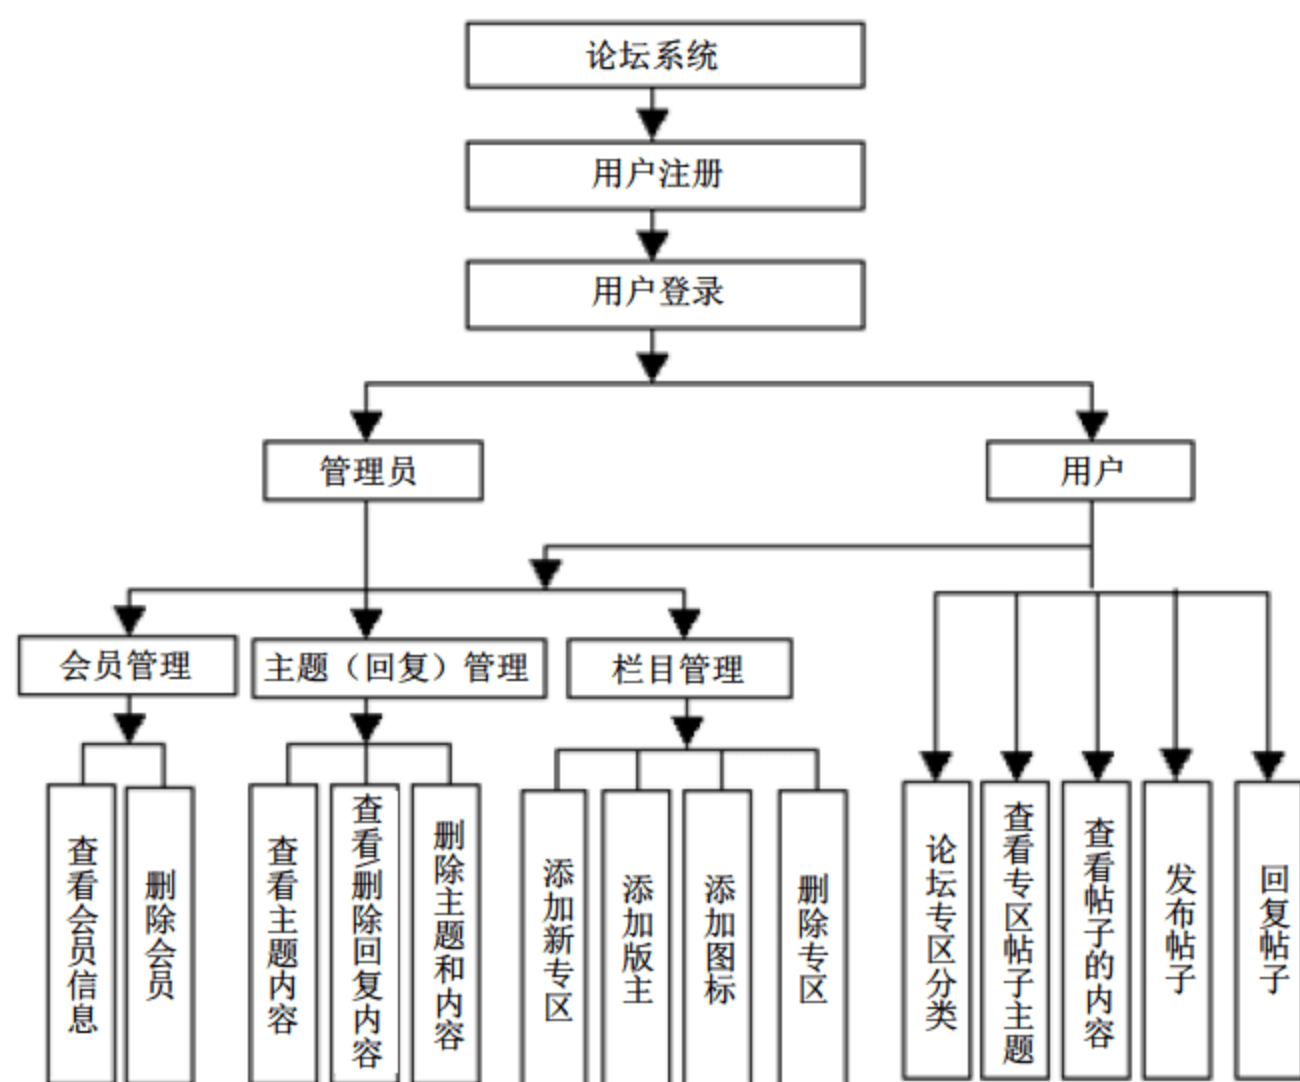 论坛系统
用户注册
用户登录
管理员
用户
会员管理
主题（回复）管理
栏目管理
查看会员信息
删除会员
查看主题内容
查看\删除回复内容
删除主题和内容
添加新专区
添加版主
添加图标
删除专区
论坛专区分类
查看专区帖子主题
查看帖子的内容
发布帖子
回复帖子